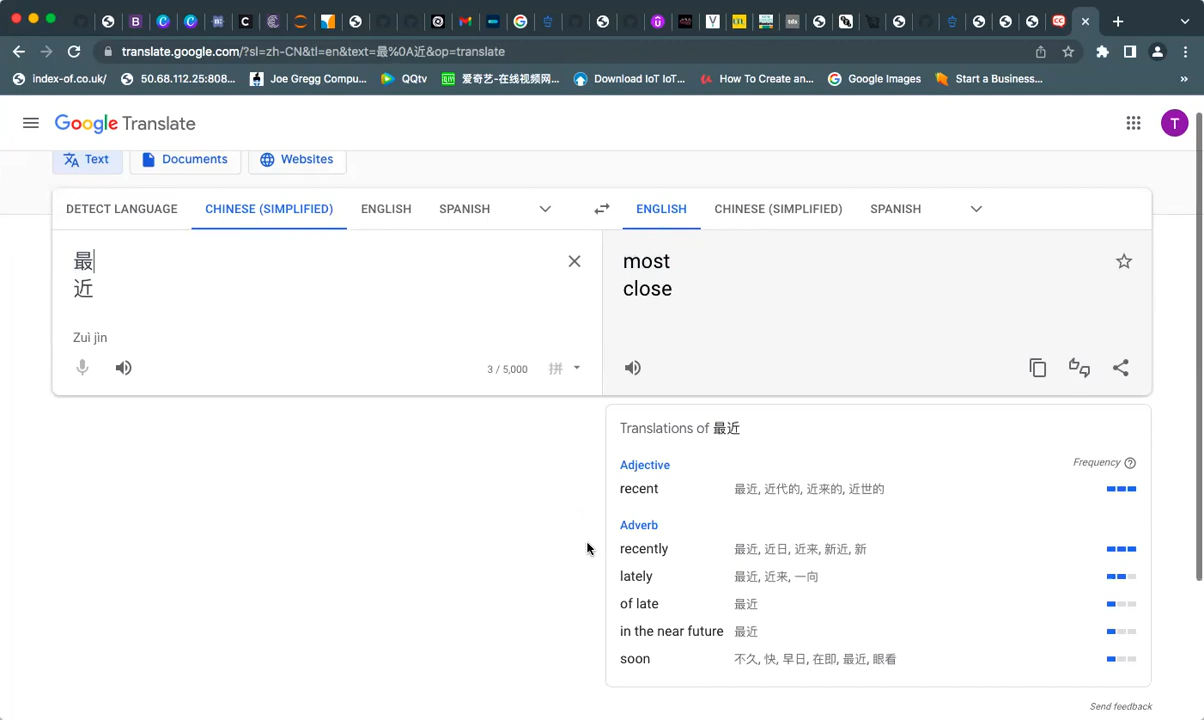 translate.google.com/?sl=zh-CN&tl=en&text=最%0A近&op=translate
index-of.co.uk/
50.68.112.25:808...
Joe Gregg Compu...
QQtv
爱奇艺-在线视频网...
Download IoT IoT...
How To Create an...
Google Images
Start a Business...
»
Google Translate
T
Text
Documents
Websites
DETECT LANGUAGE
CHINESE (SIMPLIFIED)
ENGLISH
SPANISH
ENGLISH
CHINESE (SIMPLIFIED)
SPANISH
最
近
Zuì jìn
3 / 5,000
拼
most
close
Translations of 最近
Adjective
Frequency
recent 最近, 近代的, 近来的, 近世的
Adverb
recently 最近, 近日, 近来, 新近, 新
lately 最近, 近来, 一向
of late 最近
in the near future 最近
soon 不久, 快, 早日, 在即, 最近, 眼看
Send feedback